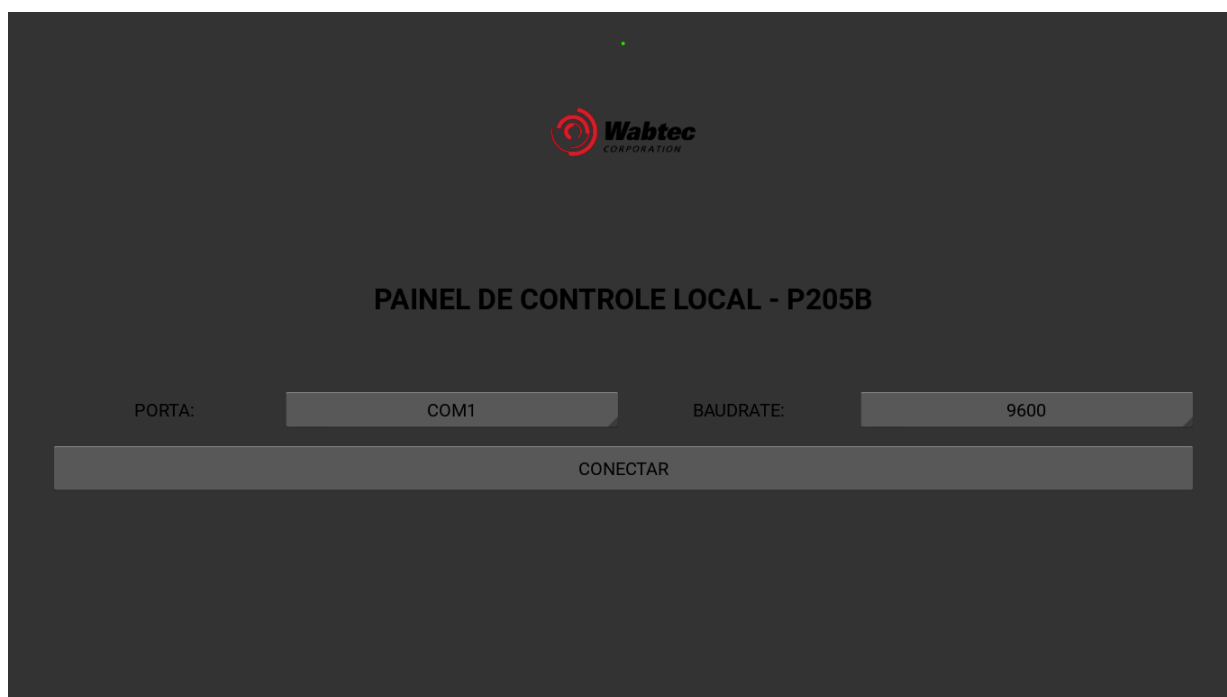 Wabtec
CORPORATION
PAINEL DE CONTROLE LOCAL - P205B
PORTA: COM1 BAUDRATE: 9600
CONECTAR